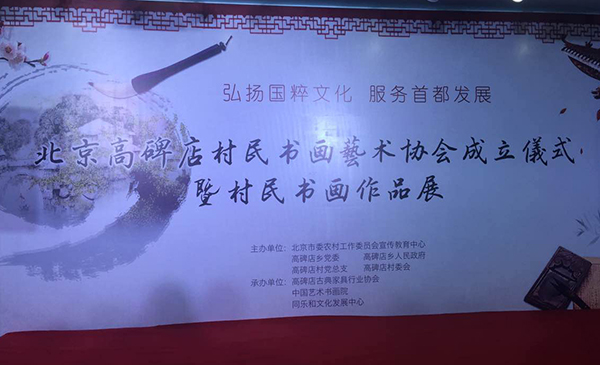 弘扬国粹文化 服务首都发展
北京高碑店村民书画藝术协会成立儀式
暨村民书画作品展
主办单位：北京市委农村工作委员会宣传教育中心
高碑店乡党委 高碑店乡人民政府
高碑店村党总支 高碑店村委会
承办单位：高碑店古典家具行业协会
中国艺术书画院
同乐和文化发展中心